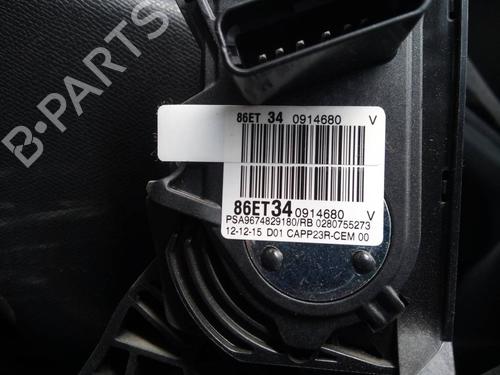 B-PARTS
86ET 34 0914680 V
86ET34 0914680 V
PSA9674829180/RB 0280755273
12-12-15 D01 CAPP23R-CEM 00